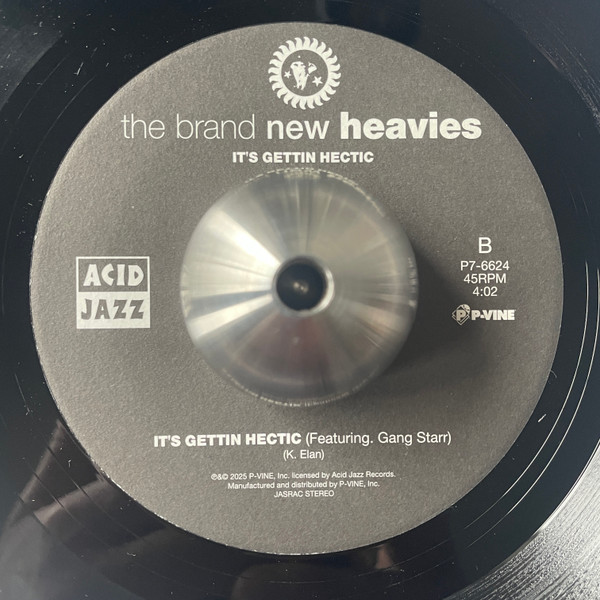 the brand new heavies
IT'S GETTIN HECTIC
ACID
JAZZ
B
P7-6624
45RPM
4:02
P P-VINE
IT'S GETTIN HECTIC (Featuring. Gang Starr)
(K. Elan)
℗&© 2025 P-VINE, Inc. licensed by Acid Jazz Records.
Manufactured and distributed by P-VINE, Inc.
JASRAC STEREO